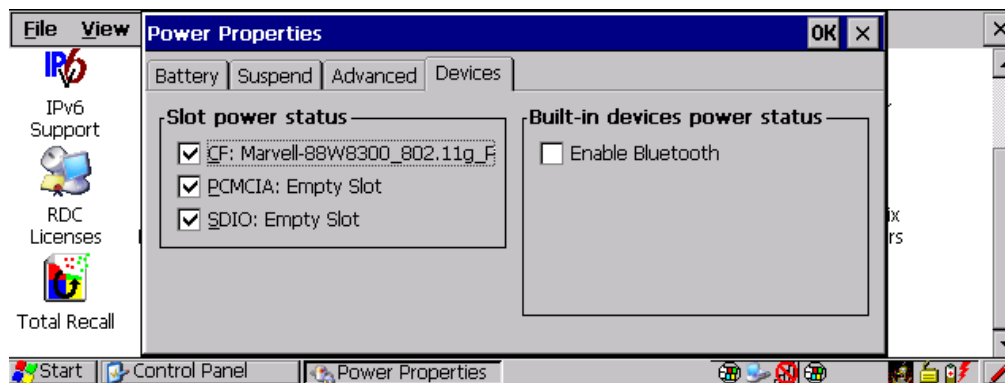 File View
Power Properties OK
Battery Suspend Advanced Devices
Slot power status
CF: Marvell-88W8300_802.11g_
PCMCIA: Empty Slot
SDIO: Empty Slot
Built-in devices power status
Enable Bluetooth
IPv6
IPv6
Support
RDC
Licenses
Total Recall
ix
rs
Start Control Panel Power Properties